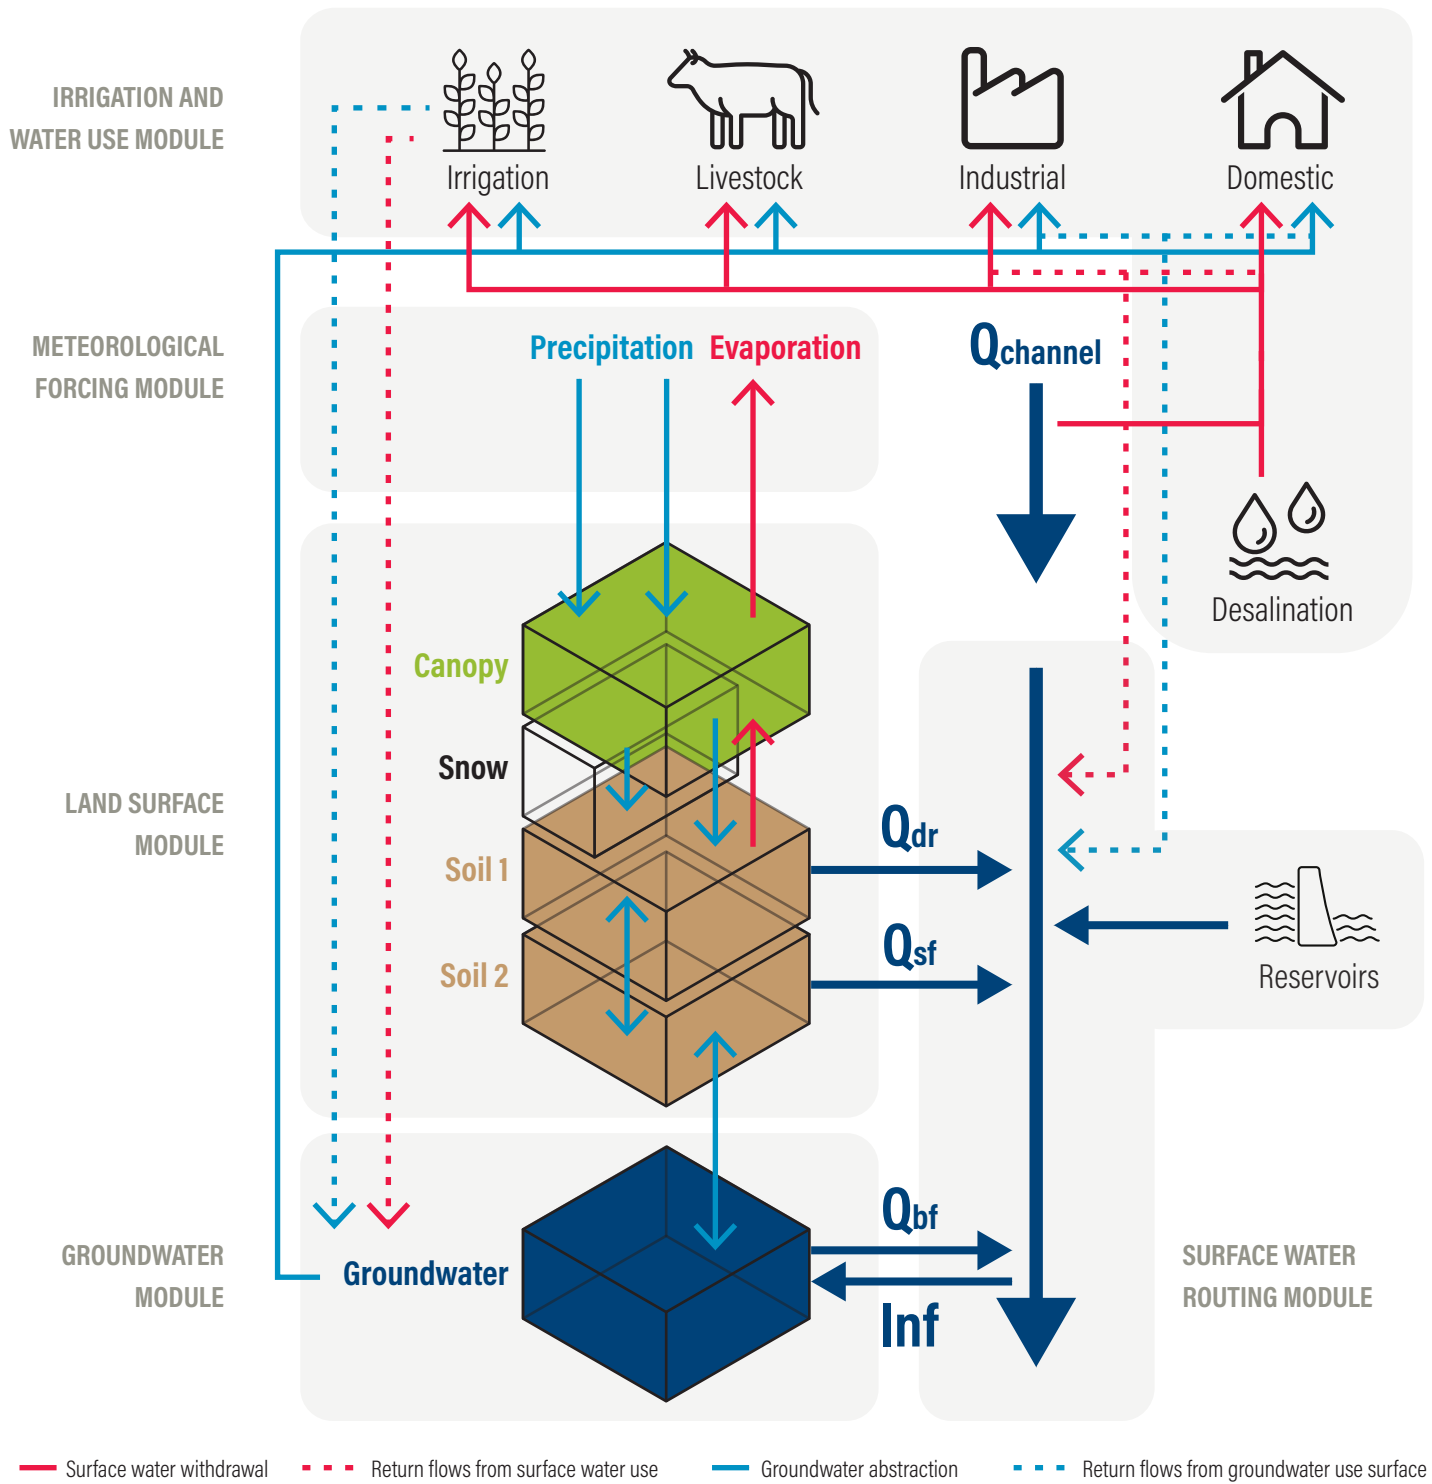 IRRIGATION AND
WATER USE MODULE
Irrigation
Livestock
Industrial
Domestic
METEOROLOGICAL
FORCING MODULE
Precipitation
Evaporation
Qchannel
Desalination
Canopy
Snow
LAND SURFACE
MODULE
Soil 1
Qdr
Soil 2
Qsf
Reservoirs
GROUNDWATER
MODULE
Groundwater
Qbf
Inf
SURFACE WATER
ROUTING MODULE
Surface water withdrawal
Return flows from surface water use
Groundwater abstraction
Return flows from groundwater use surface